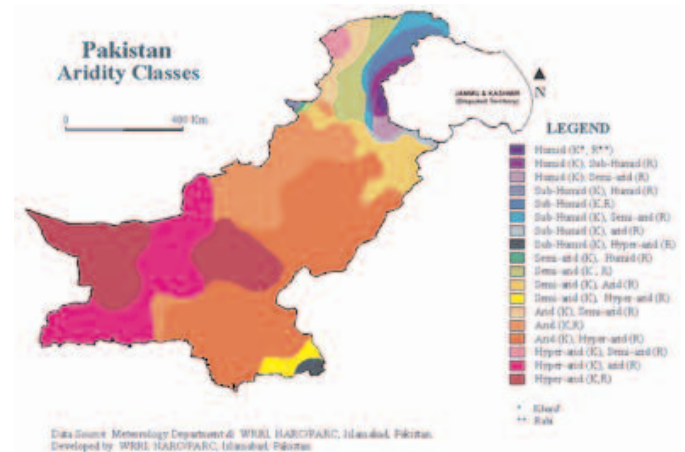 Pakistan
Aridity Classes
0 400 Km.
JAMMU & KASHMIR
(Disputed Territory)
N
LEGEND
Humid (K*, R**)
Humid (K), Sub-Humid (R)
Humid (K), Semi-arid (R)
Sub-Humid (K), Humid (R)
Sub-Humid (K,R)
Sub-Humid (K), Semi-arid (R)
Sub-Humid (K), arid (R)
Sub-Humid (K), Hyper-arid (R)
Semi-arid (K), Humid (R)
Semi-arid (K, R)
Semi-arid (K), Arid (R)
Semi-arid (K), Hyper-arid (R)
Arid (K), Semi-arid (R)
Arid (K,R)
Arid (K), Hyper-arid (R)
Hyper-arid (K), Semi-arid (R)
Hyper-arid (K), arid (R)
Hyper-arid (K,R)
* Kharif
** Rabi
Data Source: Meteorology Department & WRRI, NARC/PARC, Islamabad, Pakistan.
Developed by: WRRI, NARC/PARC, Islamabad, Pakistan